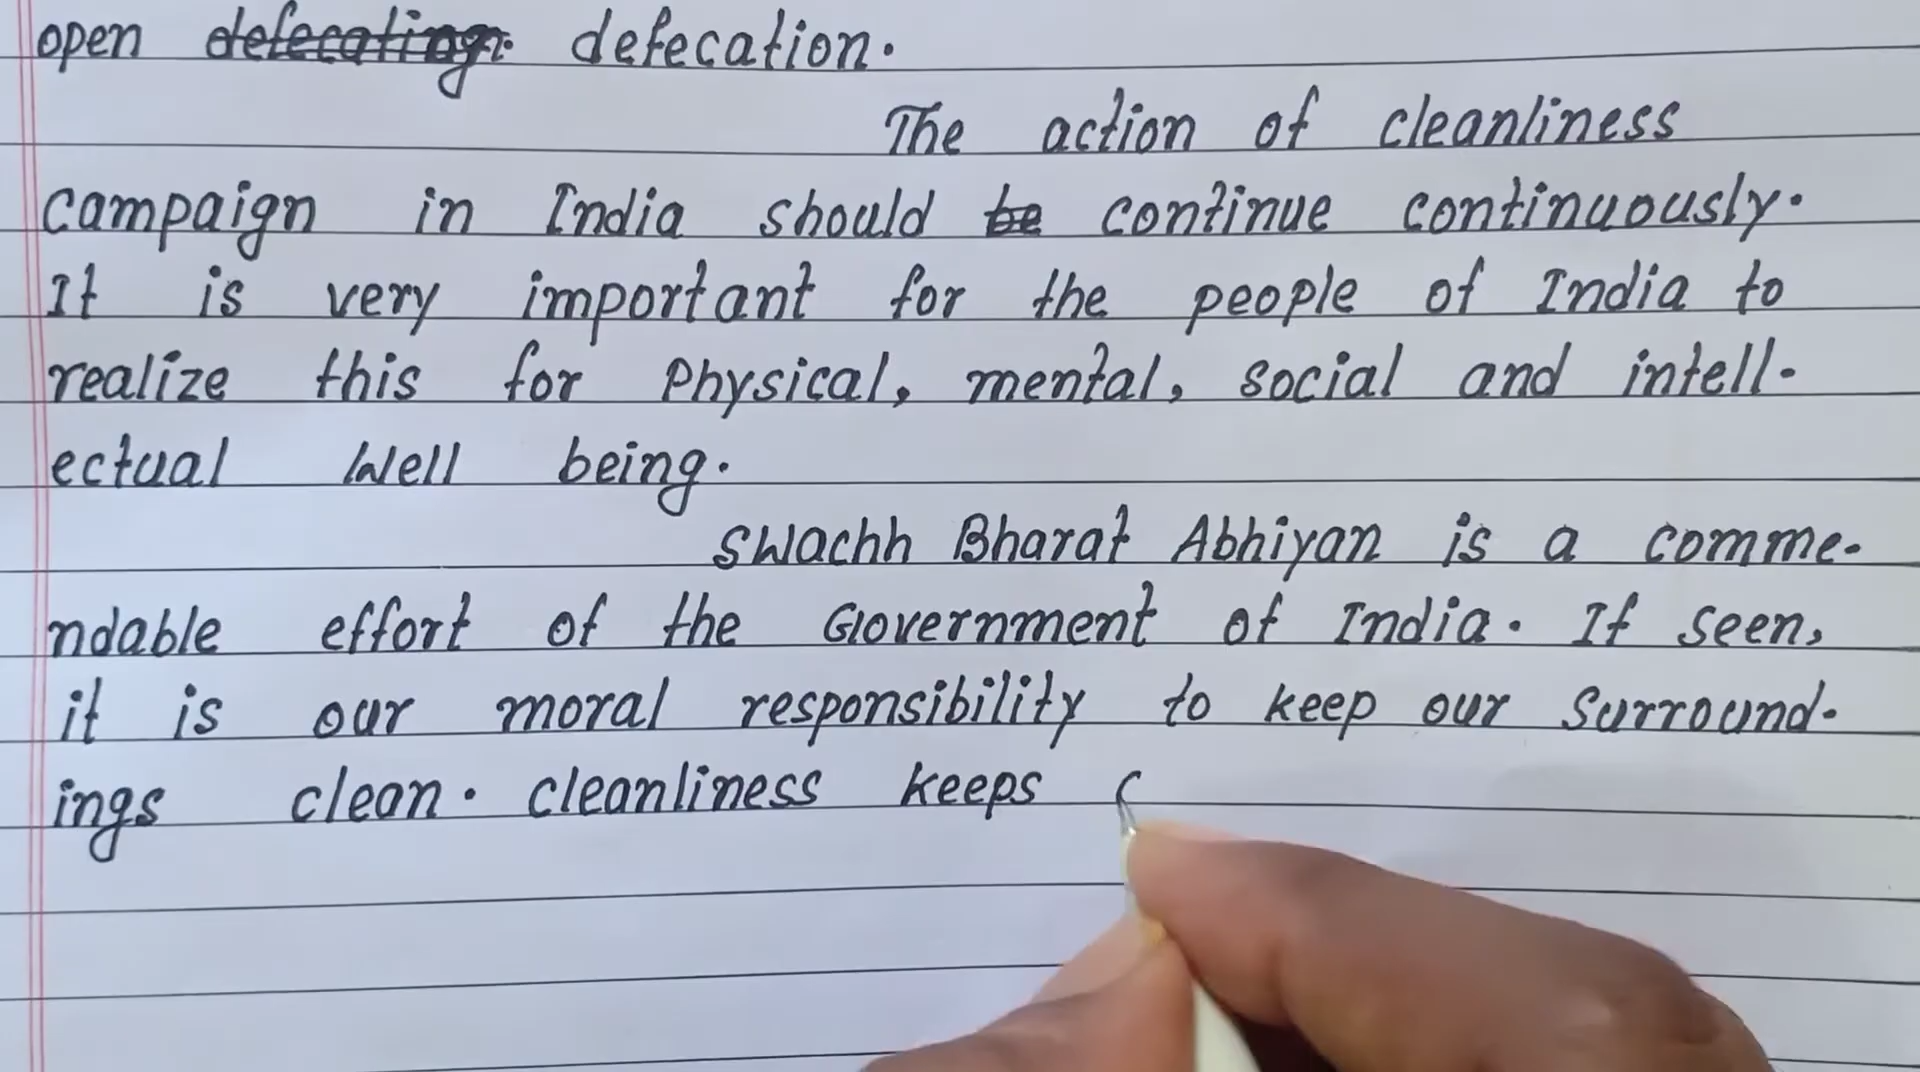 open defecating. defecation.
The action of cleanliness
campaign in India should be continue continuously.
It is very important for the people of India to
realize this for Physical, mental, social and intell-
ectual well being.
Swachh Bharat Abhiyan is a comme-
ndable effort of the Government of India. If seen,
it is our moral responsibility to keep our surround-
ings clean. cleanliness keeps